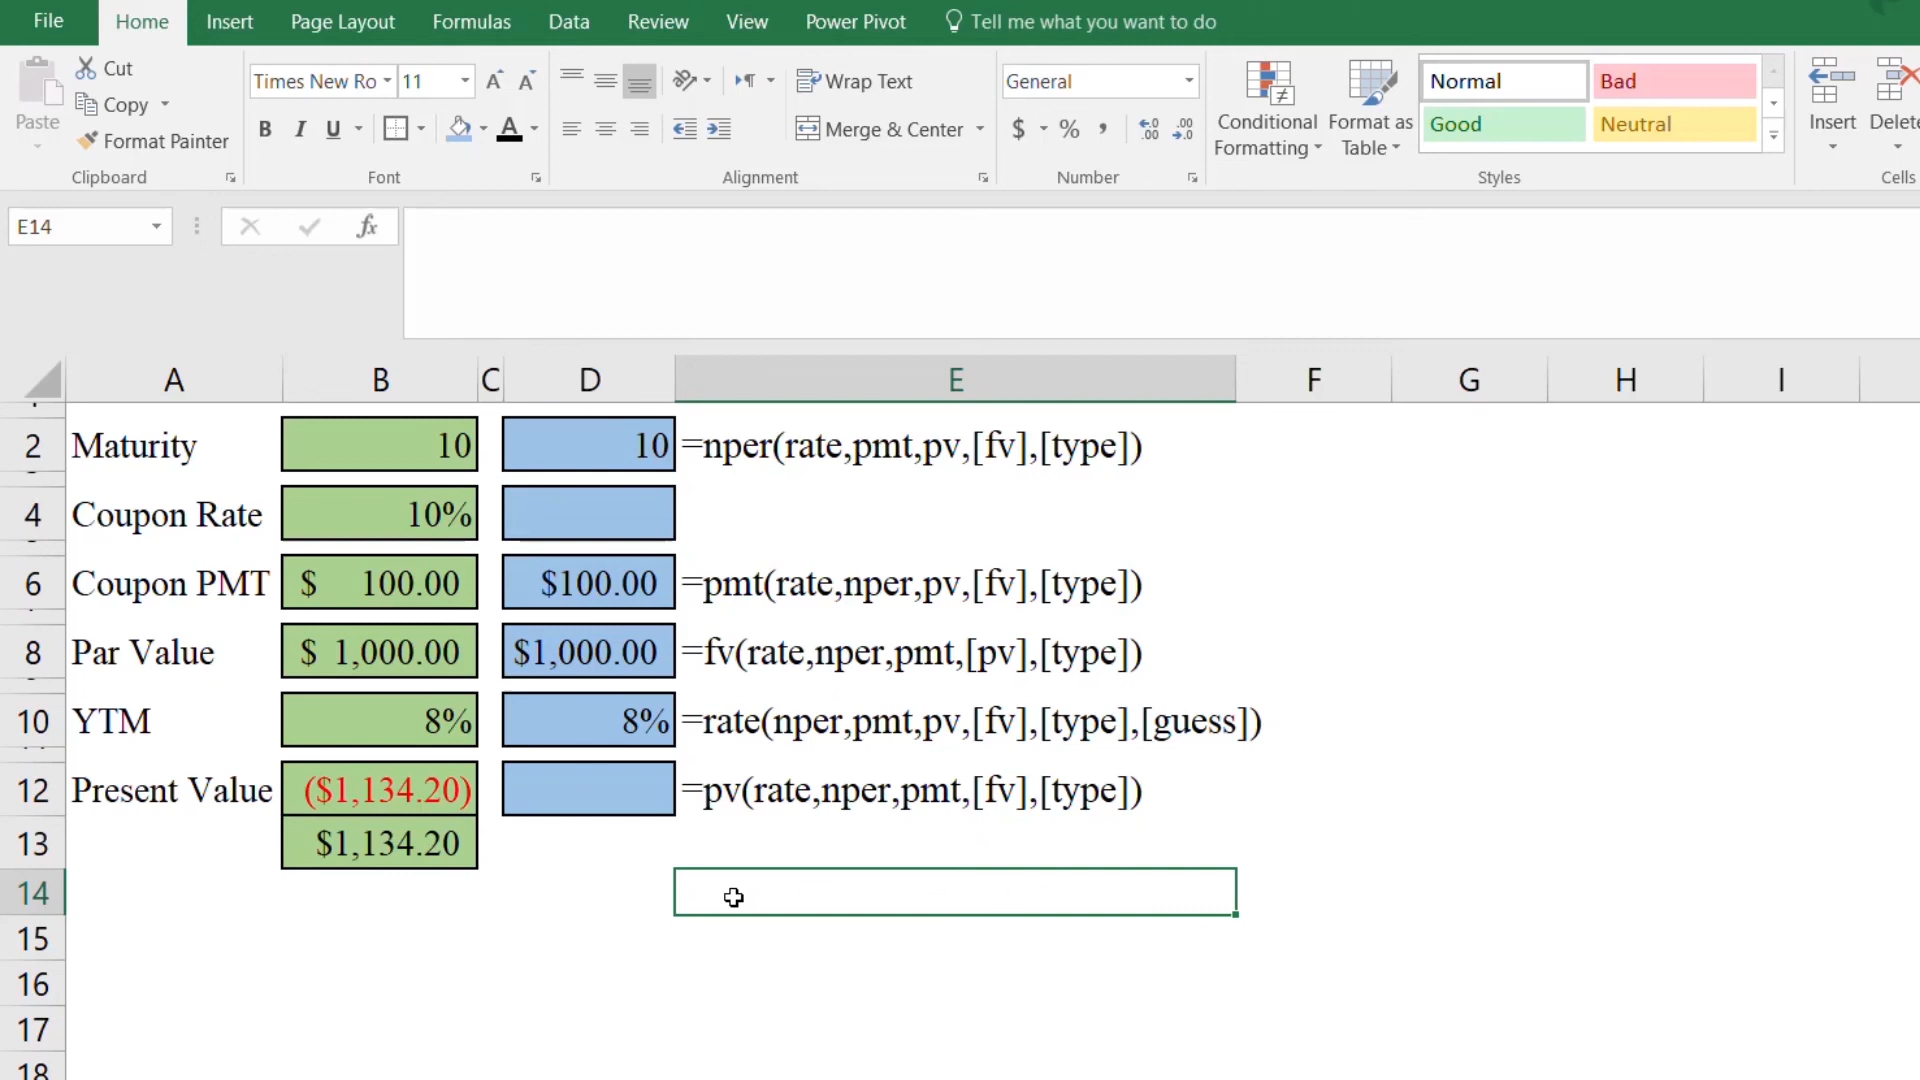 File Home Insert Page Layout Formulas Data Review View Power Pivot Tell me what you want to do
Cut
Copy
Format Painter
Paste
Clipboard
Times New Ro 11
B I U A
Font
Wrap Text
Merge & Center
Alignment
General
$ % ,
Number
Conditional Formatting
Format as Table
Normal Bad
Good Neutral
Styles
Insert Delete
Cells
E14 fx
A B C D E F G H I
2 Maturity 10 10 =nper(rate,pmt,pv,[fv],[type])
4 Coupon Rate 10%
6 Coupon PMT $ 100.00 $100.00 =pmt(rate,nper,pv,[fv],[type])
8 Par Value $ 1,000.00 $1,000.00 =fv(rate,nper,pmt,[pv],[type])
10 YTM 8% 8% =rate(nper,pmt,pv,[fv],[type],[guess])
12 Present Value ($1,134.20) =pv(rate,nper,pmt,[fv],[type])
13 $1,134.20
14
15
16
17
18